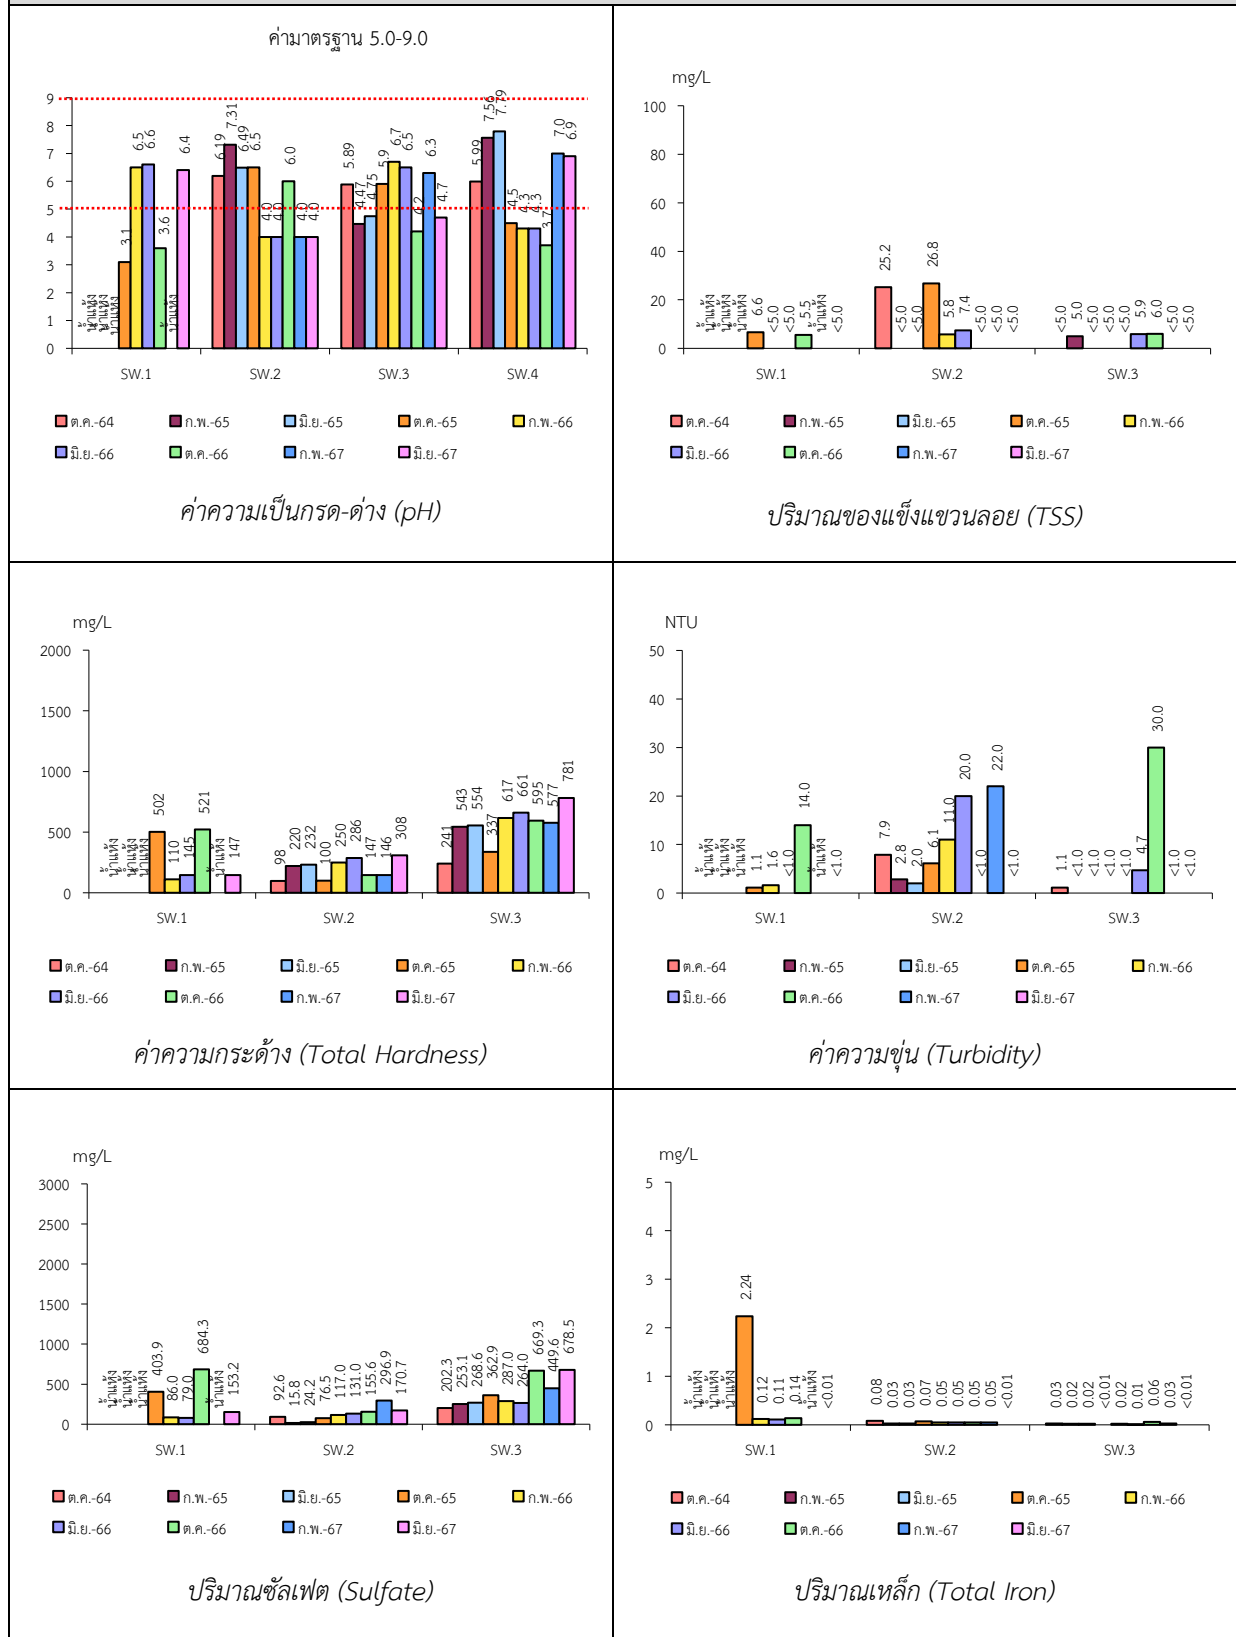 ค่ามาตรฐาน 5.0-9.0
9
8
7
6
5
4
3
2
1
0
น้ำแห้ง น้ำแห้ง น้ำแห้ง 3.1 6.5 6.6 3.6 น้ำแห้ง 6.4
6.19 7.31 6.49 6.5 4.0 4.0 6.0 4.0 4.0
5.89 4.47 4.75 5.9 6.7 6.5 4.2 6.3 4.7
5.99 7.56 7.79 4.5 4.3 4.3 3.7 7.0 6.9
SW.1 SW.2 SW.3 SW.4
ต.ค.-64 ก.พ.-65 มิ.ย.-65 ต.ค.-65 ก.พ.-66
มิ.ย.-66 ต.ค.-66 ก.พ.-67 มิ.ย.-67
ค่าความเป็นกรด-ด่าง (pH)
mg/L
100
80
60
40
20
0
น้ำแห้ง น้ำแห้ง น้ำแห้ง 6.6 <5.0 <5.0 5.5 น้ำแห้ง <5.0
25.2 <5.0 <5.0 26.8 5.8 7.4 <5.0 <5.0 <5.0
<5.0 5.0 <5.0 <5.0 <5.0 5.9 6.0 <5.0 <5.0
SW.1 SW.2 SW.3
ต.ค.-64 ก.พ.-65 มิ.ย.-65 ต.ค.-65 ก.พ.-66
มิ.ย.-66 ต.ค.-66 ก.พ.-67 มิ.ย.-67
ปริมาณของแข็งแขวนลอย (TSS)
mg/L
2000
1500
1000
500
0
น้ำแห้ง น้ำแห้ง น้ำแห้ง 502 110 145 521 น้ำแห้ง 147
98 220 232 100 250 286 147 146 308
241 543 554 337 617 661 595 577 781
SW.1 SW.2 SW.3
ต.ค.-64 ก.พ.-65 มิ.ย.-65 ต.ค.-65 ก.พ.-66
มิ.ย.-66 ต.ค.-66 ก.พ.-67 มิ.ย.-67
ค่าความกระด้าง (Total Hardness)
NTU
50
40
30
20
10
0
น้ำแห้ง น้ำแห้ง น้ำแห้ง 1.1 1.6 <1.0 14.0 น้ำแห้ง <1.0
7.9 2.8 2.0 6.1 11.0 20.0 <1.0 22.0 <1.0
1.1 <1.0 <1.0 <1.0 <1.0 4.7 30.0 <1.0 <1.0
SW.1 SW.2 SW.3
ต.ค.-64 ก.พ.-65 มิ.ย.-65 ต.ค.-65 ก.พ.-66
มิ.ย.-66 ต.ค.-66 ก.พ.-67 มิ.ย.-67
ค่าความขุ่น (Turbidity)
mg/L
3000
2500
2000
1500
1000
500
0
น้ำแห้ง น้ำแห้ง น้ำแห้ง 403.9 86.0 79.0 684.3 น้ำแห้ง 153.2
92.6 15.8 24.2 76.5 117.0 131.0 155.6 296.9 170.7
202.3 253.1 268.6 362.9 287.0 264.0 669.3 449.6 678.5
SW.1 SW.2 SW.3
ต.ค.-64 ก.พ.-65 มิ.ย.-65 ต.ค.-65 ก.พ.-66
มิ.ย.-66 ต.ค.-66 ก.พ.-67 มิ.ย.-67
ปริมาณซัลเฟต (Sulfate)
mg/L
5
4
3
2
1
0
น้ำแห้ง น้ำแห้ง น้ำแห้ง 2.24 0.12 0.11 0.14 น้ำแห้ง <0.01
0.08 0.03 0.03 0.07 0.05 0.05 0.05 0.05 <0.01
0.03 0.02 0.02 <0.01 0.02 0.01 0.06 0.03 <0.01
SW.1 SW.2 SW.3
ต.ค.-64 ก.พ.-65 มิ.ย.-65 ต.ค.-65 ก.พ.-66
มิ.ย.-66 ต.ค.-66 ก.พ.-67 มิ.ย.-67
ปริมาณเหล็ก (Total Iron)